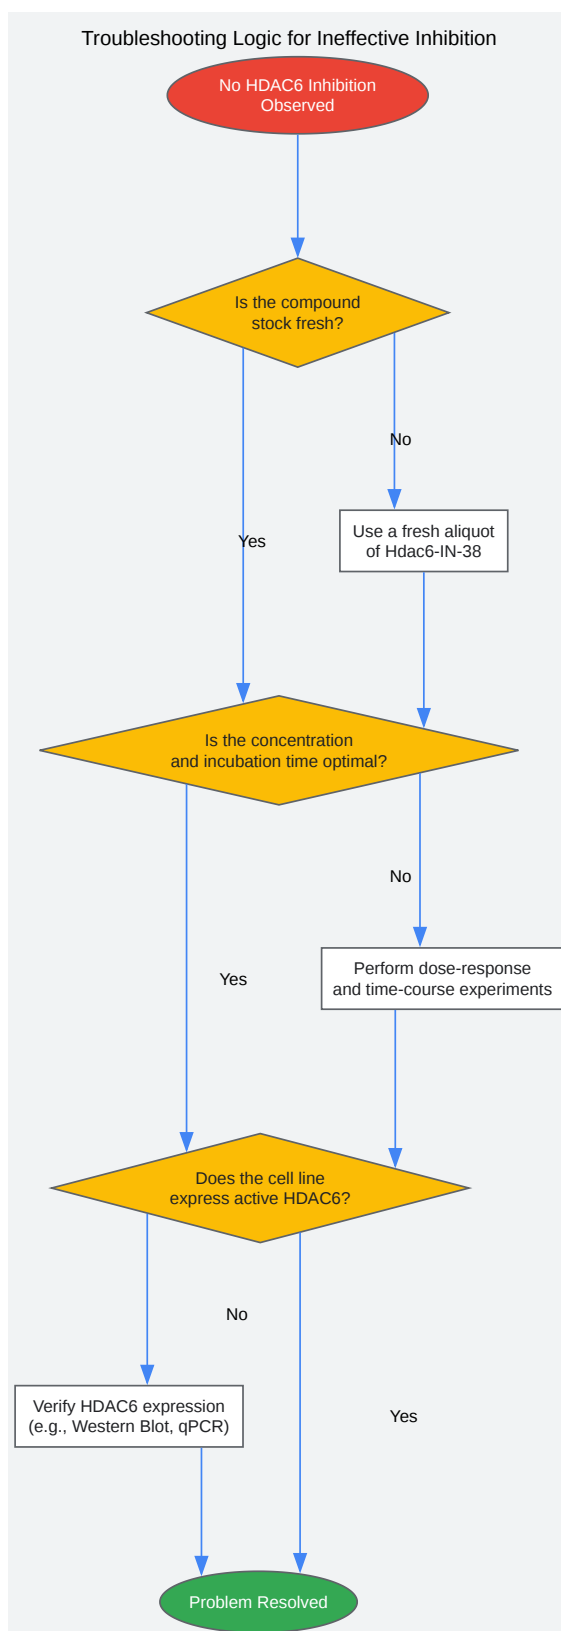 Troubleshooting Logic for Ineffective Inhibition
No HDAC6 Inhibition
Observed
Is the compound
stock fresh?
No
Use a fresh aliquot
of Hdac6-IN-38
Yes
Is the concentration
and incubation time optimal?
No
Perform dose-response
and time-course experiments
Yes
Does the cell line
express active HDAC6?
No
Verify HDAC6 expression
(e.g., Western Blot, qPCR)
Yes
Problem Resolved